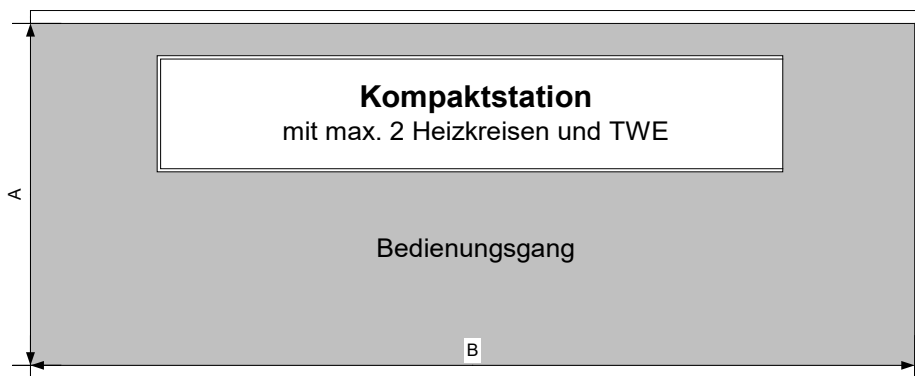 Kompaktstation
mit max. 2 Heizkreisen und TWE
A
Bedienungsgang
B